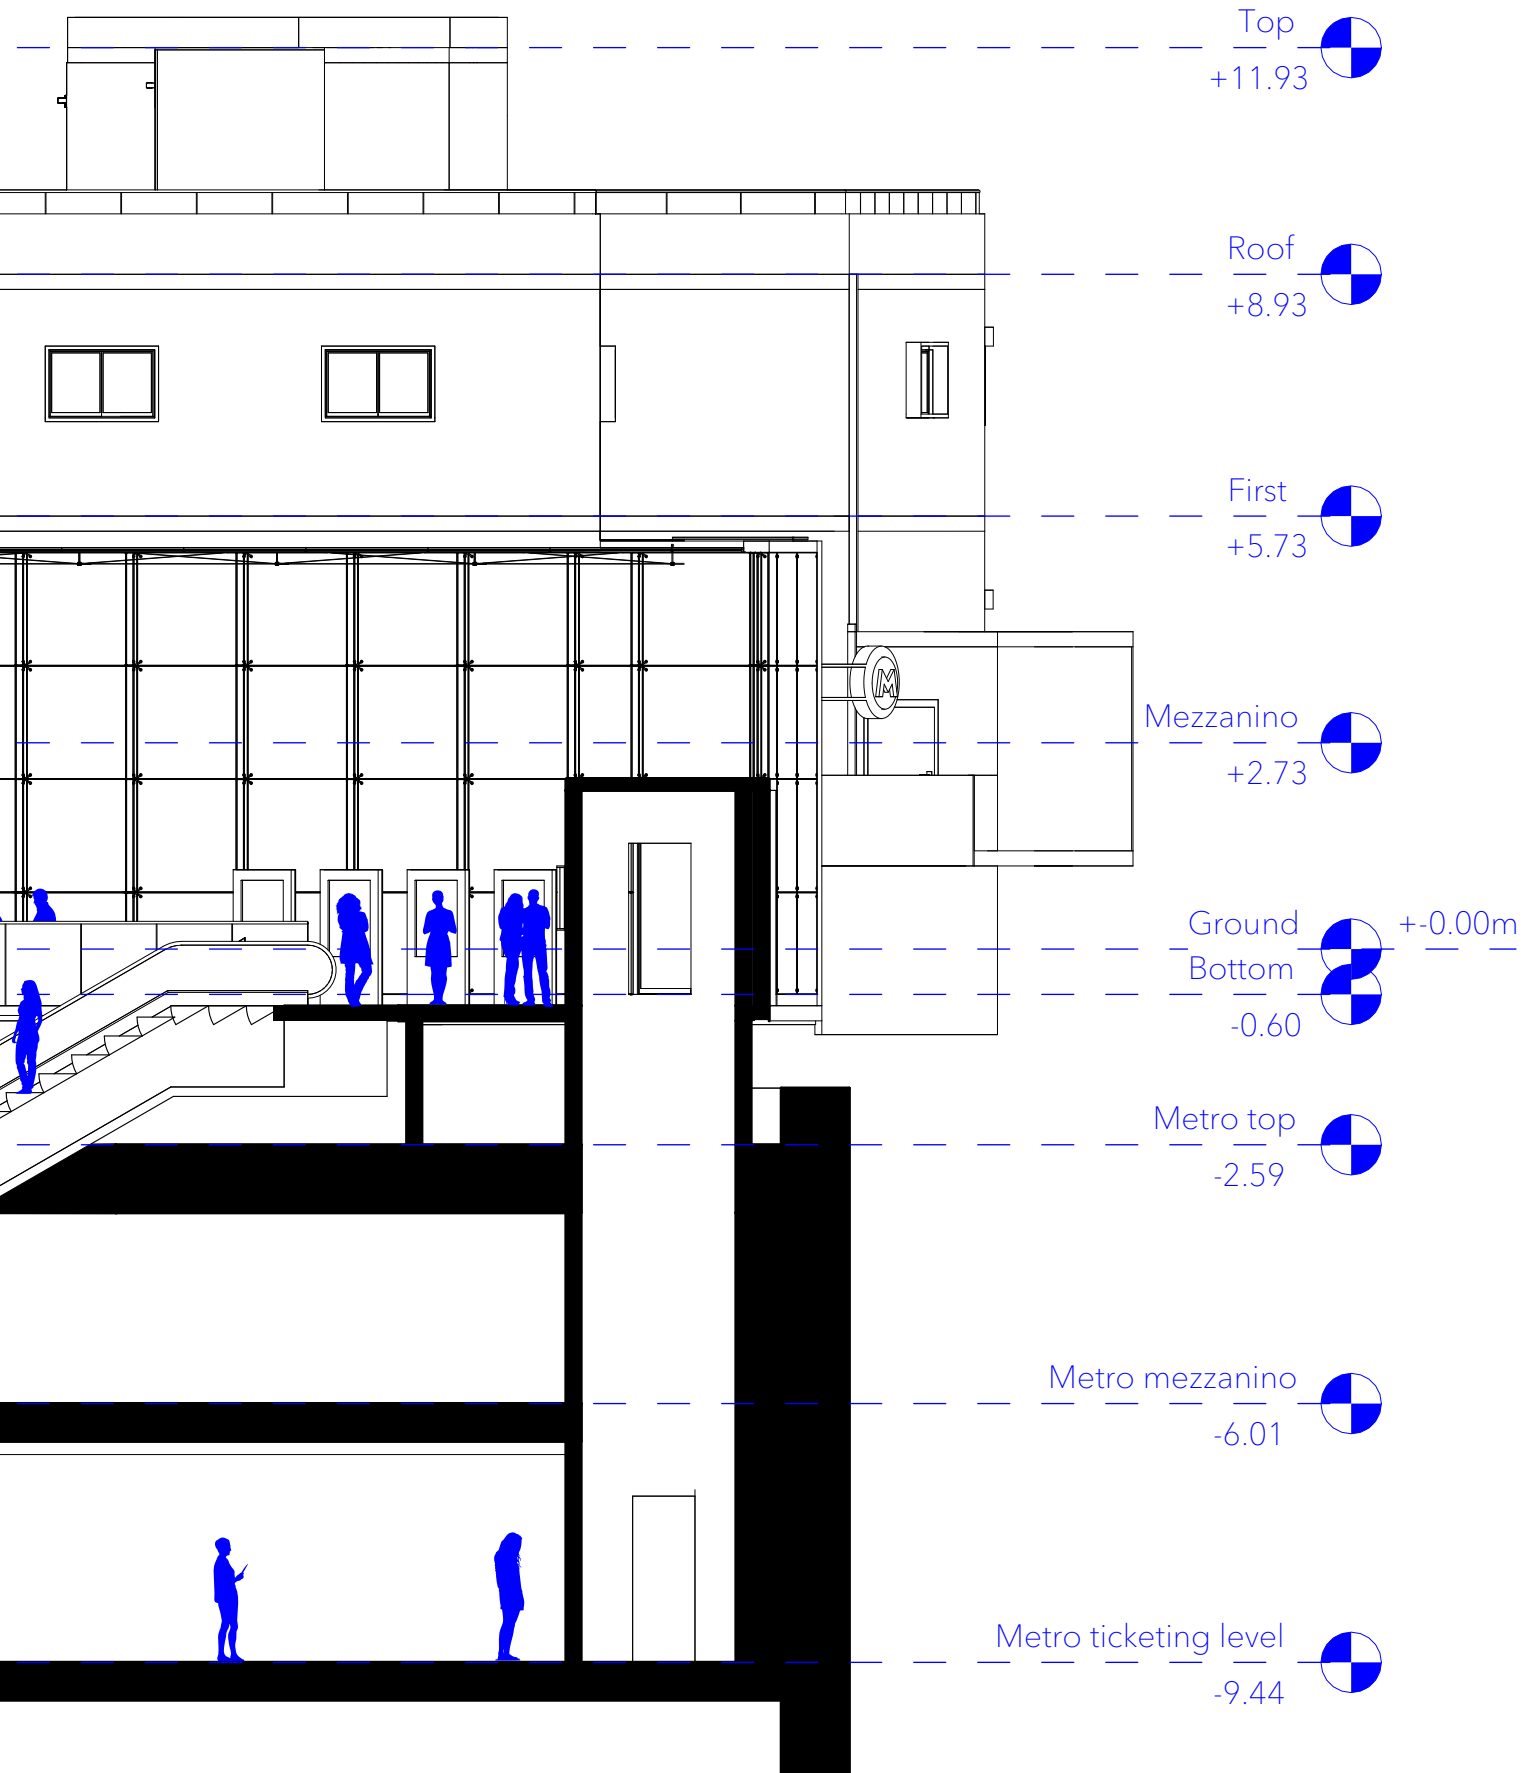 Top
+11.93
Roof
+8.93
First
+5.73
M
Mezzanino
+2.73
Ground +-0.00m
Bottom
-0.60
Metro top
-2.59
Metro mezzanino
-6.01
Metro ticketing level
-9.44